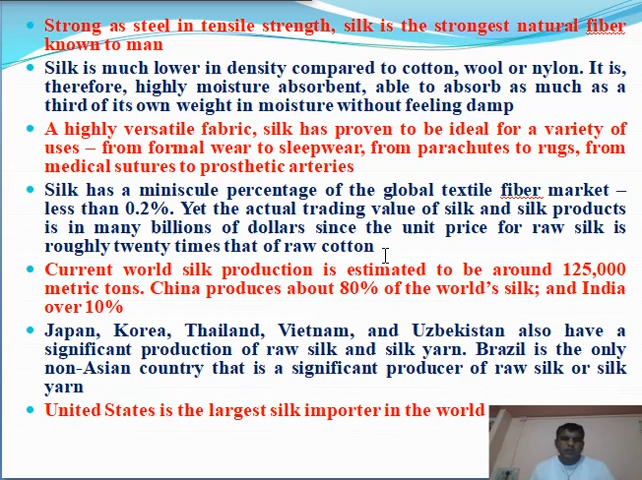 Strong as steel in tensile strength, silk is the strongest natural fiber
known to man
Silk is much lower in density compared to cotton, wool or nylon. It is,
therefore, highly moisture absorbent, able to absorb as much as a
third of its own weight in moisture without feeling damp
A highly versatile fabric, silk has proven to be ideal for a variety of
uses – from formal wear to sleepwear, from parachutes to rugs, from
medical sutures to prosthetic arteries
Silk has a miniscule percentage of the global textile fiber market –
less than 0.2%. Yet the actual trading value of silk and silk products
is in many billions of dollars since the unit price for raw silk is
roughly twenty times that of raw cotton
Current world silk production is estimated to be around 125,000
metric tons. China produces about 80% of the world's silk; and India
over 10%
Japan, Korea, Thailand, Vietnam, and Uzbekistan also have a
significant production of raw silk and silk yarn. Brazil is the only
non-Asian country that is a significant producer of raw silk or silk
yarn
United States is the largest silk importer in the world